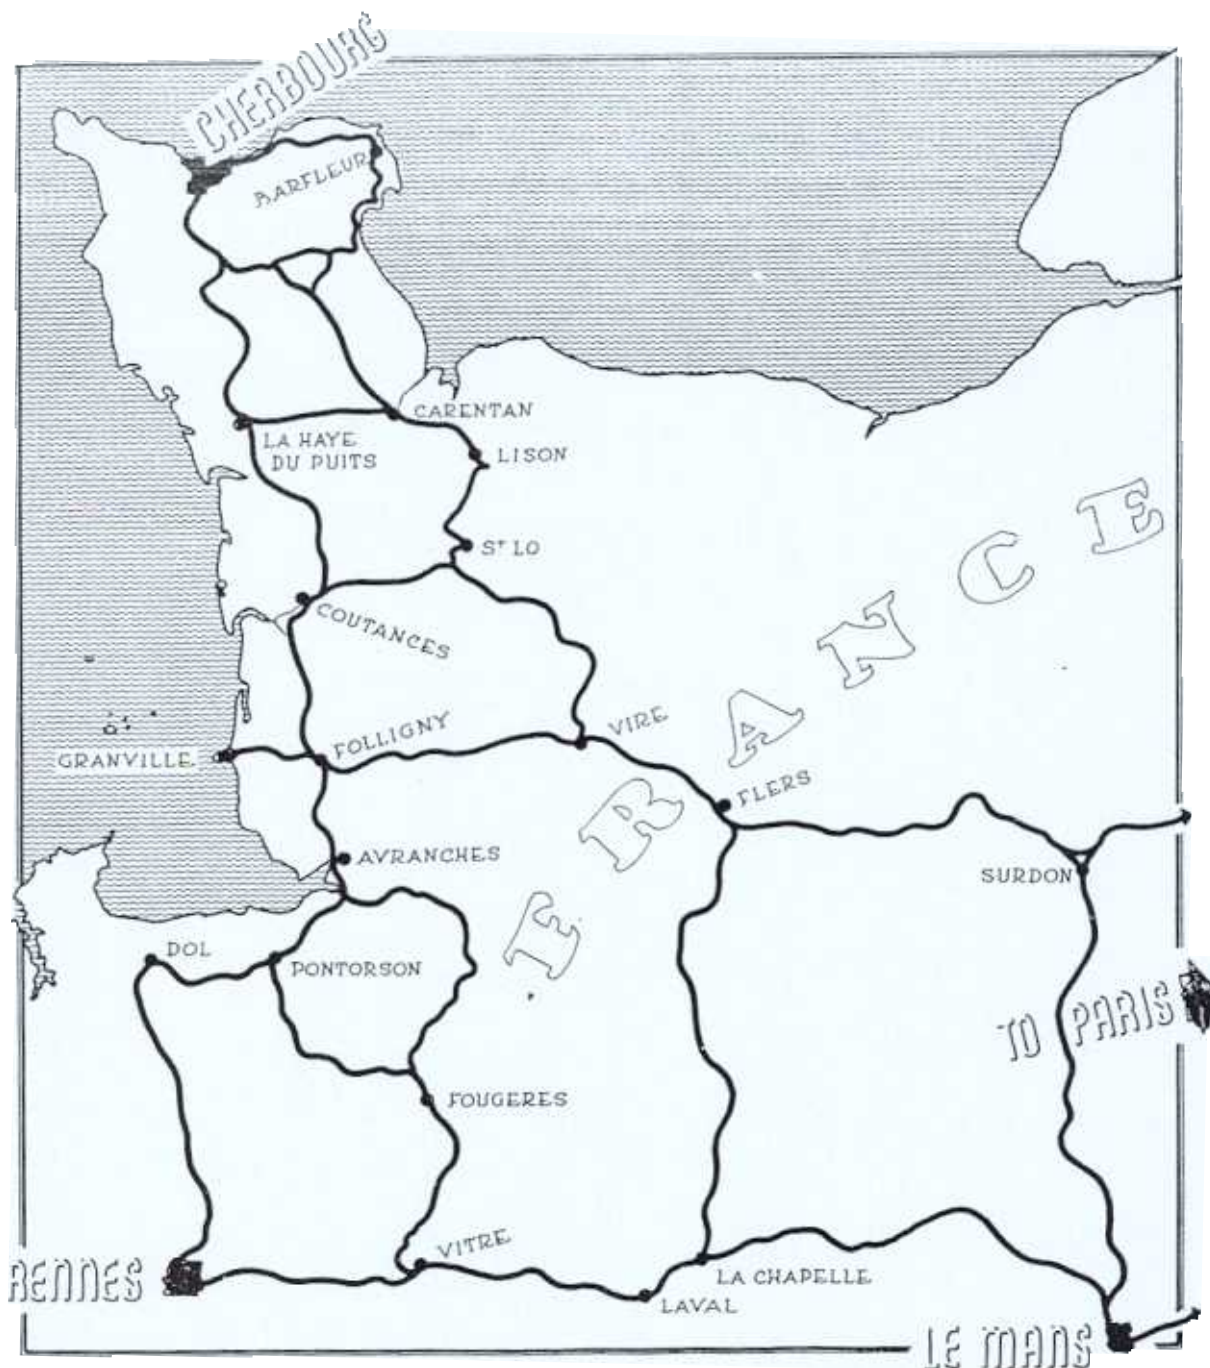 CHERBOURG
BARFLEUR
CARENTAN
LA HAYE
DU PUITS
LISON
ST LO
COUTANCES
FRANCE
VIRE
FOLLIGNY
GRANVILLE
FLERS
AVRANCHES
SURDON
DOL
PONTORSON
TO PARIS
FOUGERES
VITRE
RENNES
LA CHAPELLE
LAVAL
LE MANS